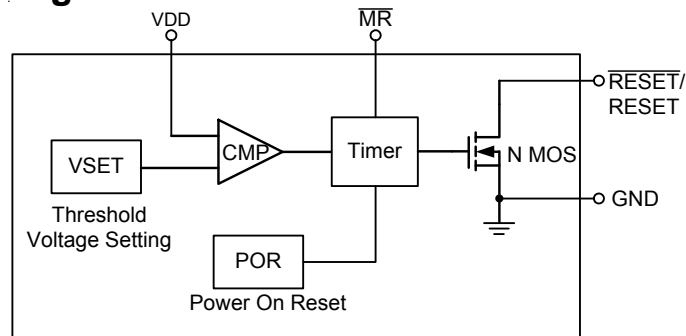 VDD
MR
RESET/
RESET
VSET
CMP
Timer
N MOS
GND
Threshold
Voltage Setting
POR
Power On Reset